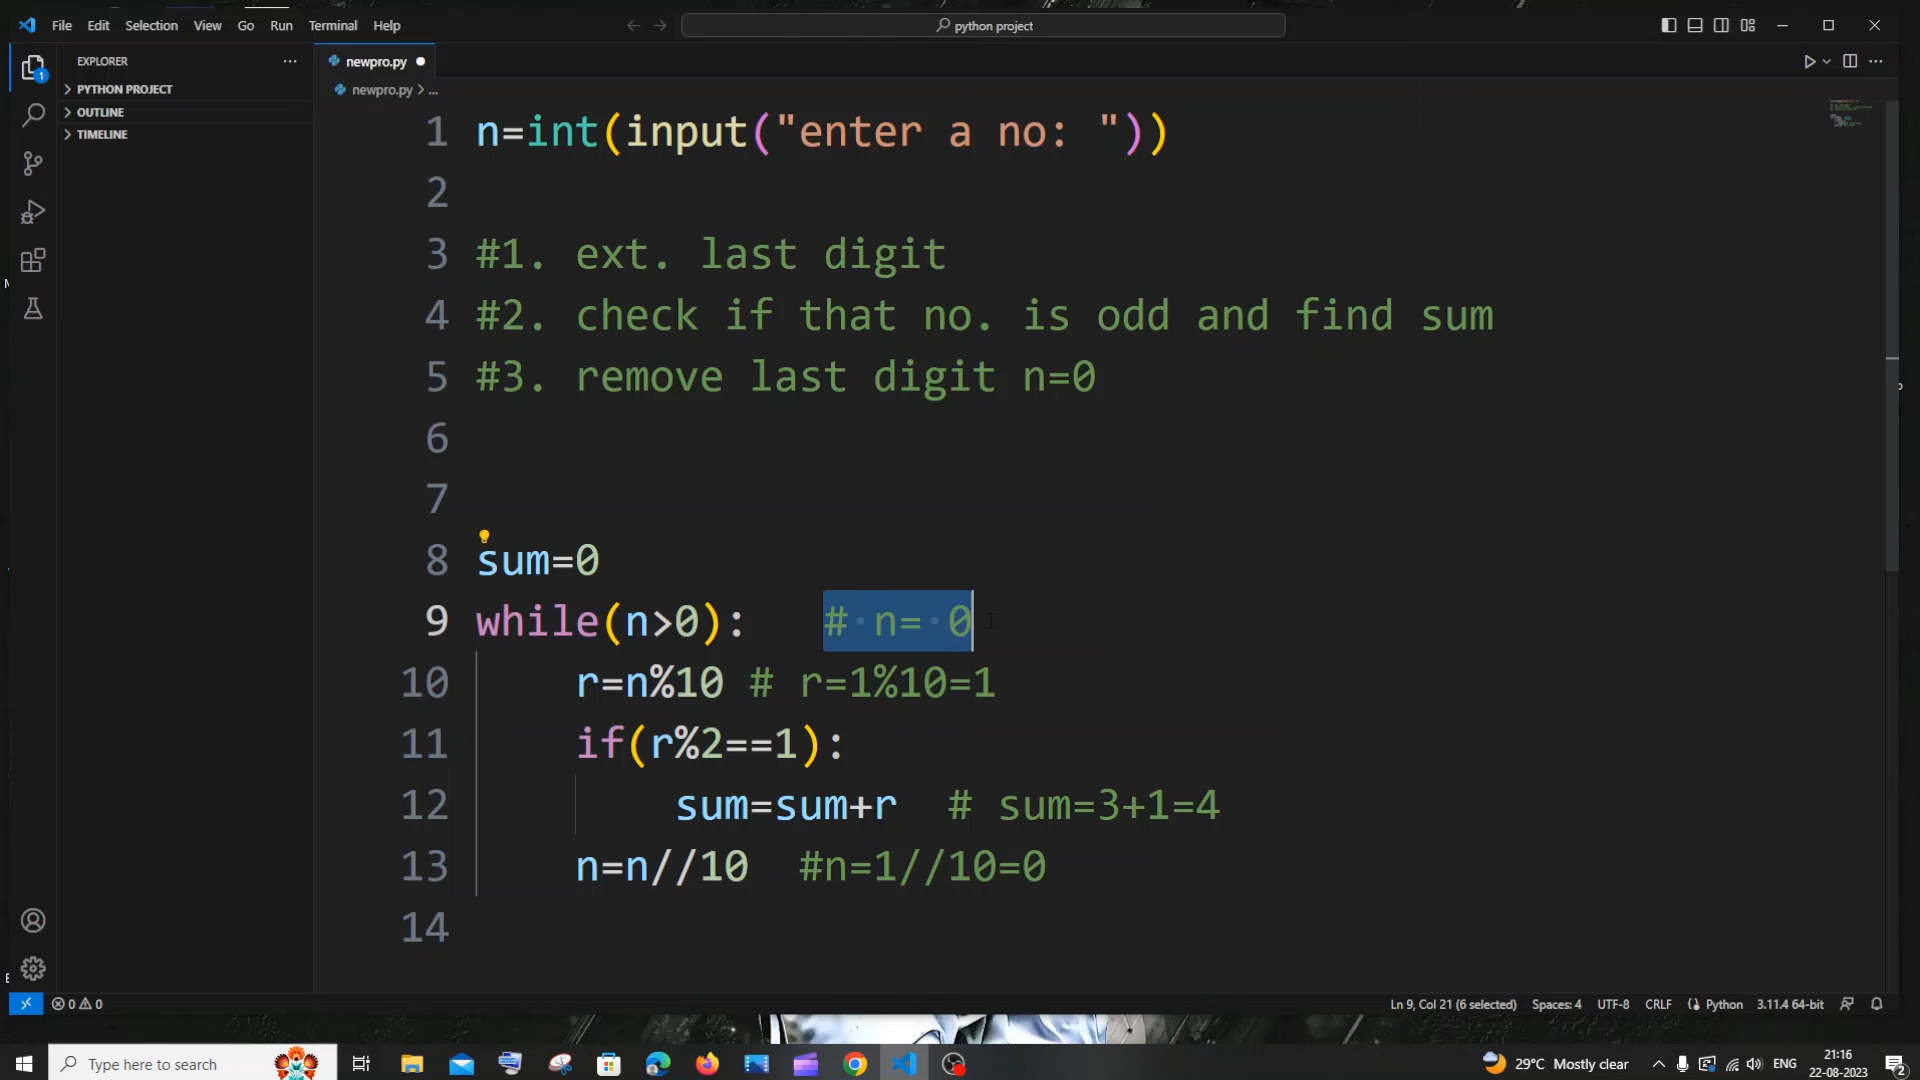 File Edit Selection View Go Run Terminal Help
python project
EXPLORER
PYTHON PROJECT
OUTLINE
TIMELINE
1
newpro.py
newpro.py > ...
1 n=int(input("enter a no: "))
2
3 #1. ext. last digit
4 #2. check if that no. is odd and find sum
5 #3. remove last digit n=0
6
7
8 sum=0
9 while(n>0): # n= 0
10 r=n%10 # r=1%10=1
11 if(r%2==1):
12 sum=sum+r # sum=3+1=4
13 n=n//10 #n=1//10=0
14
0 0
Ln 9, Col 21 (6 selected) Spaces: 4 UTF-8 CRLF Python 3.11.4 64-bit
Type here to search
29°C Mostly clear
ENG
21:16
22-08-2023
2